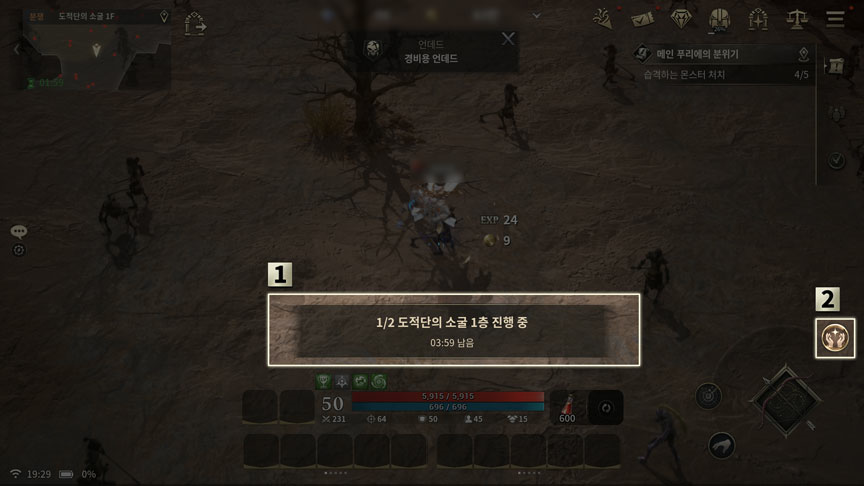 분쟁 도적단의 소굴 1F
01:59
언데드
경비용 언데드
메인 푸리에의 분위기
습격하는 몬스터 처치 4/5
EXP. 24
9
1
1/2 도적단의 소굴 1층 진행 중
03:59 남음
2
50
5,915 / 5,915
696 / 696
231 64 50 45 15
600
19:29 0%